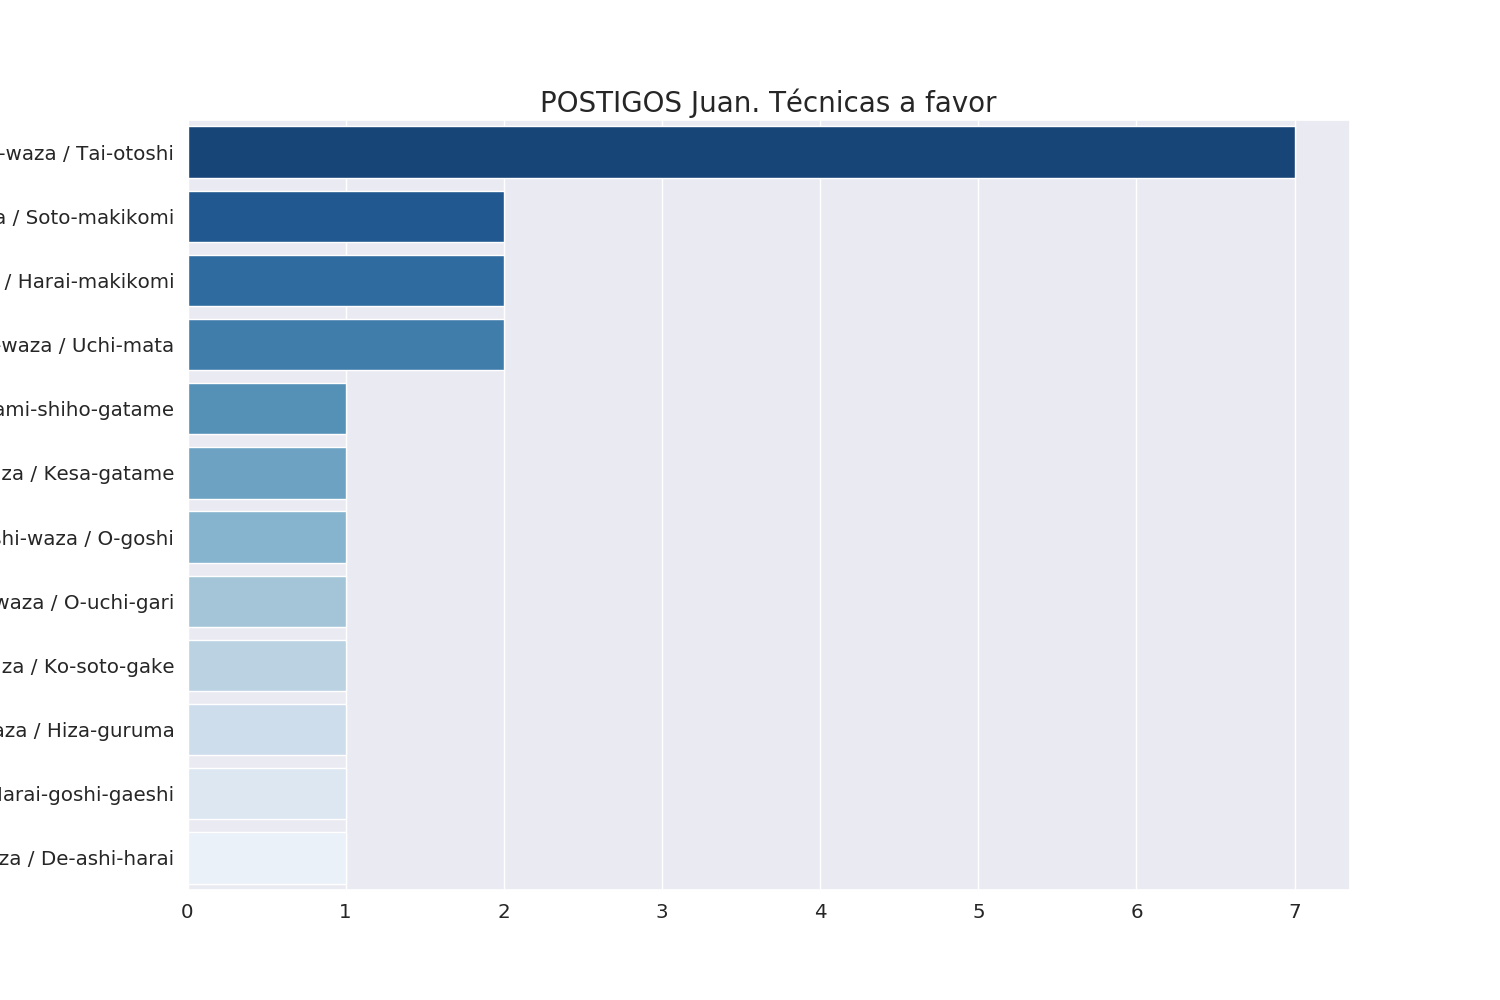 POSTIGOS Juan. Técnicas a favor
-waza / Tai-otoshi
/ Soto-makikomi
/ Harai-makikomi
waza / Uchi-mata
ami-shiho-gatame
za / Kesa-gatame
hi-waza / O-goshi
waza / O-uchi-gari
za / Ko-soto-gake
aza / Hiza-guruma
arai-goshi-gaeshi
za / De-ashi-harai
0 1 2 3 4 5 6 7